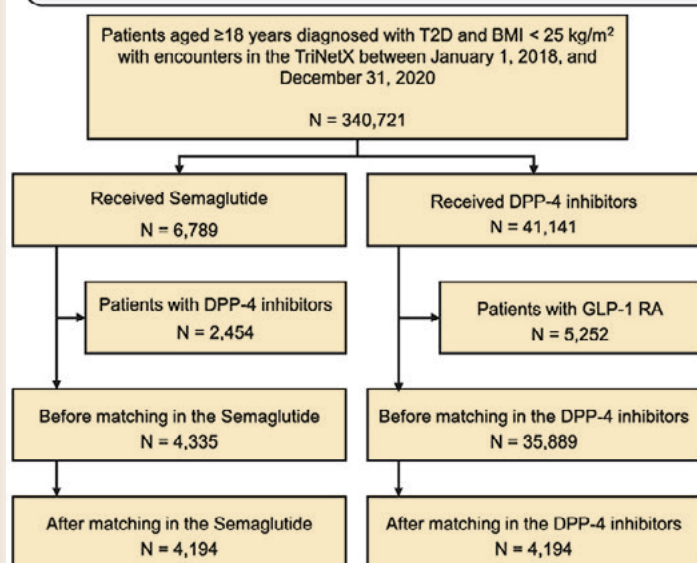 Patients aged ≥18 years diagnosed with T2D and BMI < 25 kg/m²
with encounters in the TriNetX between January 1, 2018, and
December 31, 2020
N = 340,721
Received Semaglutide
N = 6,789
Received DPP-4 inhibitors
N = 41,141
Patients with DPP-4 inhibitors
N = 2,454
Patients with GLP-1 RA
N = 5,252
Before matching in the Semaglutide
N = 4,335
Before matching in the DPP-4 inhibitors
N = 35,889
After matching in the Semaglutide
N = 4,194
After matching in the DPP-4 inhibitors
N = 4,194